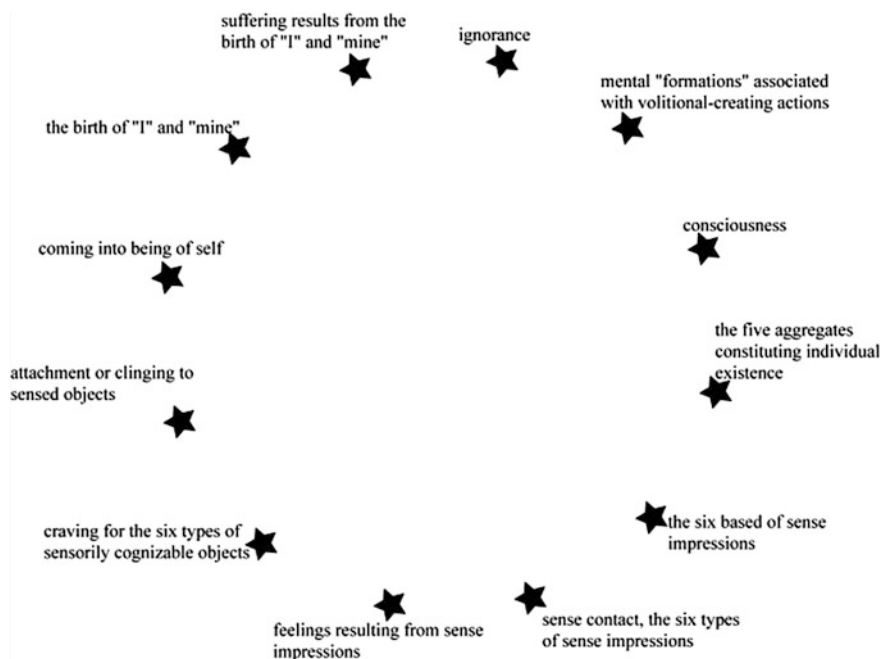 suffering results from the
birth of "I" and "mine"
ignorance
mental "formations" associated
with volitional-creating actions
the birth of "I" and "mine"
consciousness
coming into being of self
the five aggregates
constituting individual
existence
attachment or clinging to
sensed objects
craving for the six types of
sensorily cognizable objects
the six based of sense
impressions
feelings resulting from sense
impressions
sense contact, the six types
of sense impressions